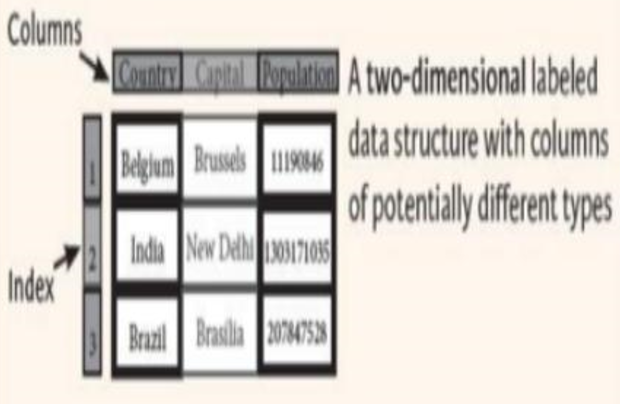 Columns
Country Capital Population
A two-dimensional labeled
data structure with columns
of potentially different types
1 Belgium Brussels 11190846
2 India New Delhi 1303171035
3 Brazil Brasília 207847528
Index